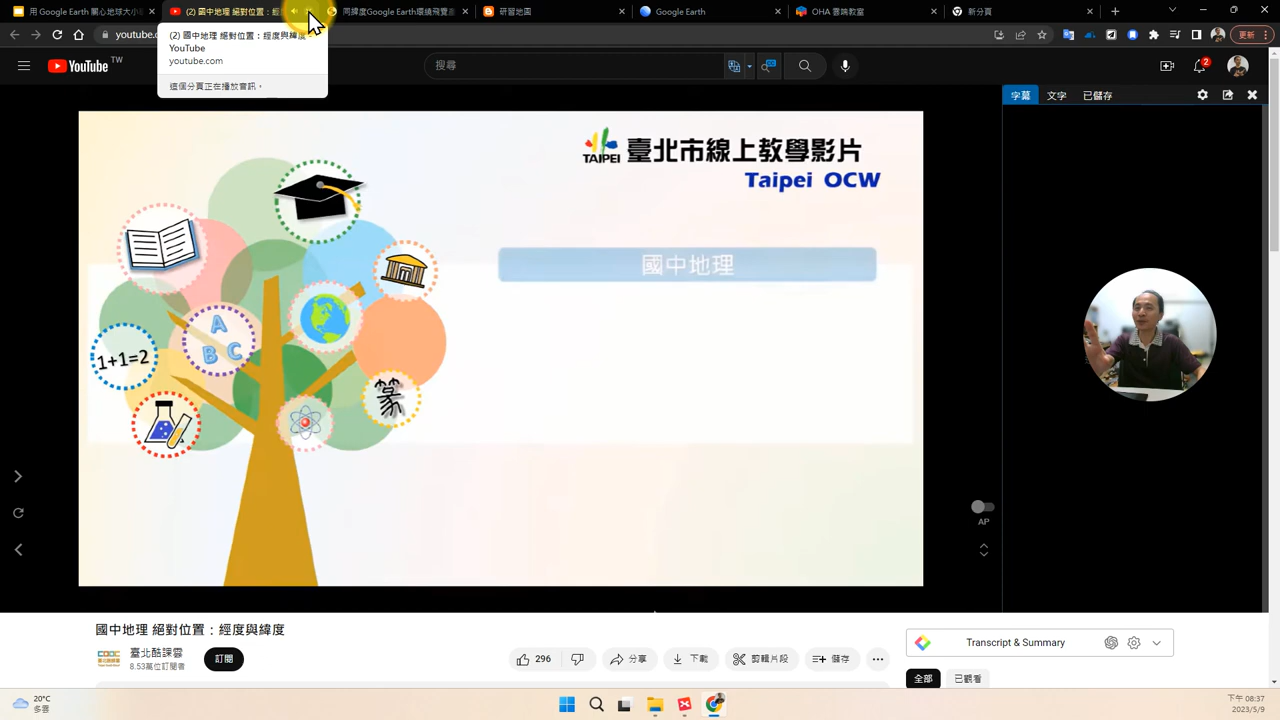 用 Google Earth 關心地球大小事
(2) 國中地理 絕對位置：經
同緯度Google Earth環繞飛覽
研習地圖
Google Earth
OHA 雲端教室
新分頁
youtube.c
更新
(2) 國中地理 絕對位置：經度與緯度 -
YouTube
youtube.com
這個分頁正在播放音訊。
YouTube TW
搜尋
2
字幕
文字
已儲存
TAIPEI 臺北市線上教學影片
Taipei OCW
國中地理
1+1=2
A
B C
篆
AP
國中地理 絕對位置：經度與緯度
COOC 臺北酷課雲
8.53萬位訂閱者
訂閱
分享
下載
剪輯片段
儲存
Transcript & Summary
全部
已觀看
20°C
多雲
下午 08:37
2023/5/9